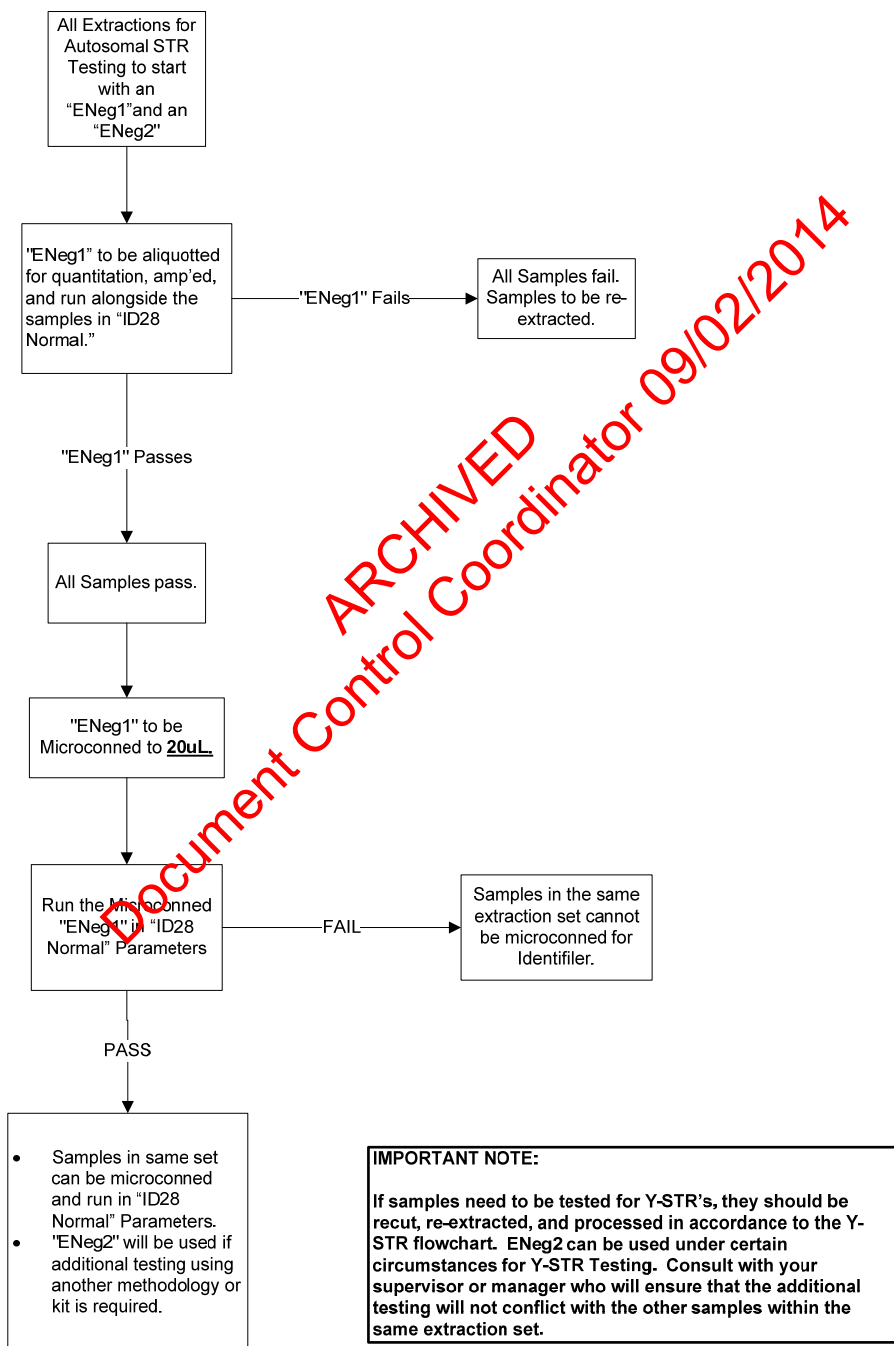 All Extractions for
Autosomal STR
Testing to start
with an
“ENeg1”and an
“ENeg2"
"ENeg1” to be aliquotted
for quantitation, amp’ed,
and run alongside the
samples in “ID28
Normal.”
"ENeg1" Fails
All Samples fail.
Samples to be re-
extracted.
"ENeg1" Passes
All Samples pass.
"ENeg1" to be
Microconned to 20uL.
Run the Microconned
"ENeg1" in “ID28
Normal” Parameters
FAIL
Samples in the same
extraction set cannot
be microconned for
Identifiler.
PASS
• Samples in same set
can be microconned
and run in “ID28
Normal” Parameters.
• "ENeg2" will be used if
additional testing using
another methodology or
kit is required.
IMPORTANT NOTE:
If samples need to be tested for Y-STR’s, they should be
recut, re-extracted, and processed in accordance to the Y-
STR flowchart. ENeg2 can be used under certain
circumstances for Y-STR Testing. Consult with your
supervisor or manager who will ensure that the additional
testing will not conflict with the other samples within the
same extraction set.
ARCHIVED
Document Control Coordinator 09/02/2014